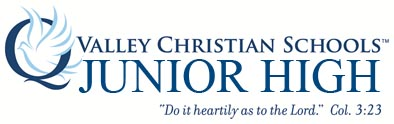 VALLEY CHRISTIAN SCHOOLS™
JUNIOR HIGH
"Do it heartily as to the Lord." Col. 3:23